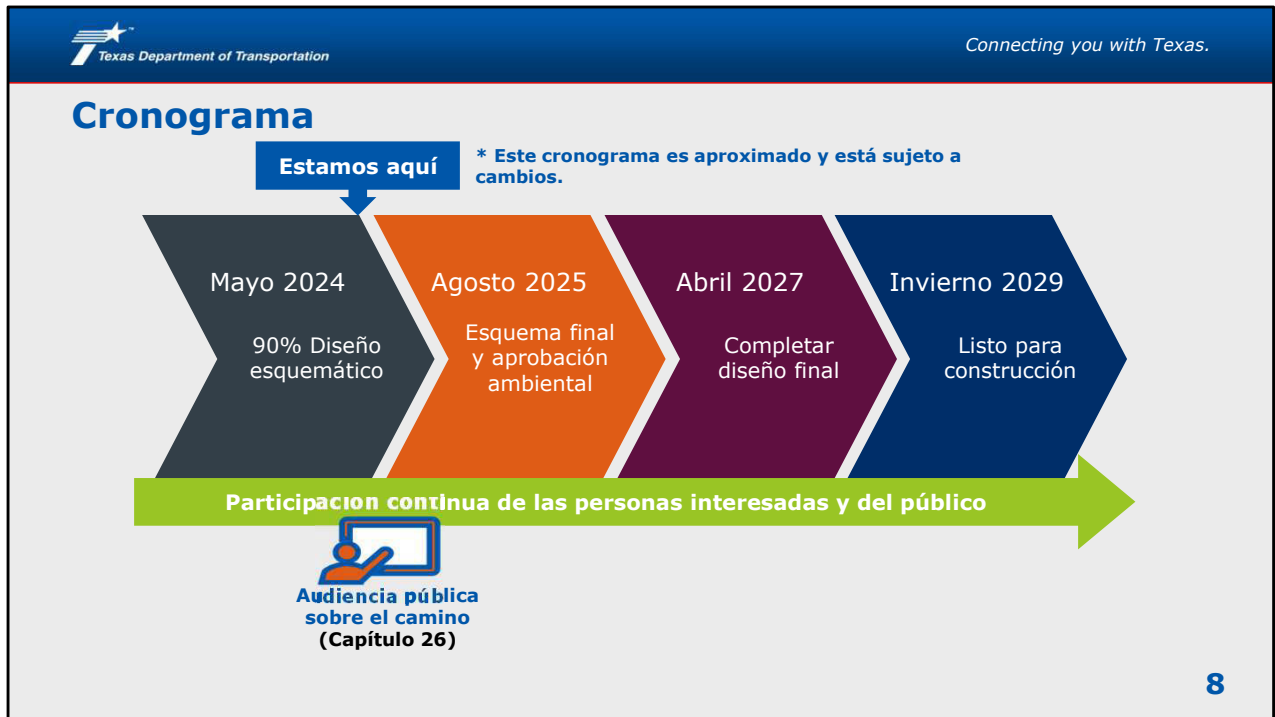 Texas Department of Transportation
Connecting you with Texas.
Cronograma
Estamos aquí
* Este cronograma es aproximado y está sujeto a
cambios.
Mayo 2024
90% Diseño
esquemático
Agosto 2025
Esquema final
y aprobación
ambiental
Abril 2027
Completar
diseño final
Invierno 2029
Listo para
construcción
Participación continua de las personas interesadas y del público
Audiencia pública
sobre el camino
(Capítulo 26)
8